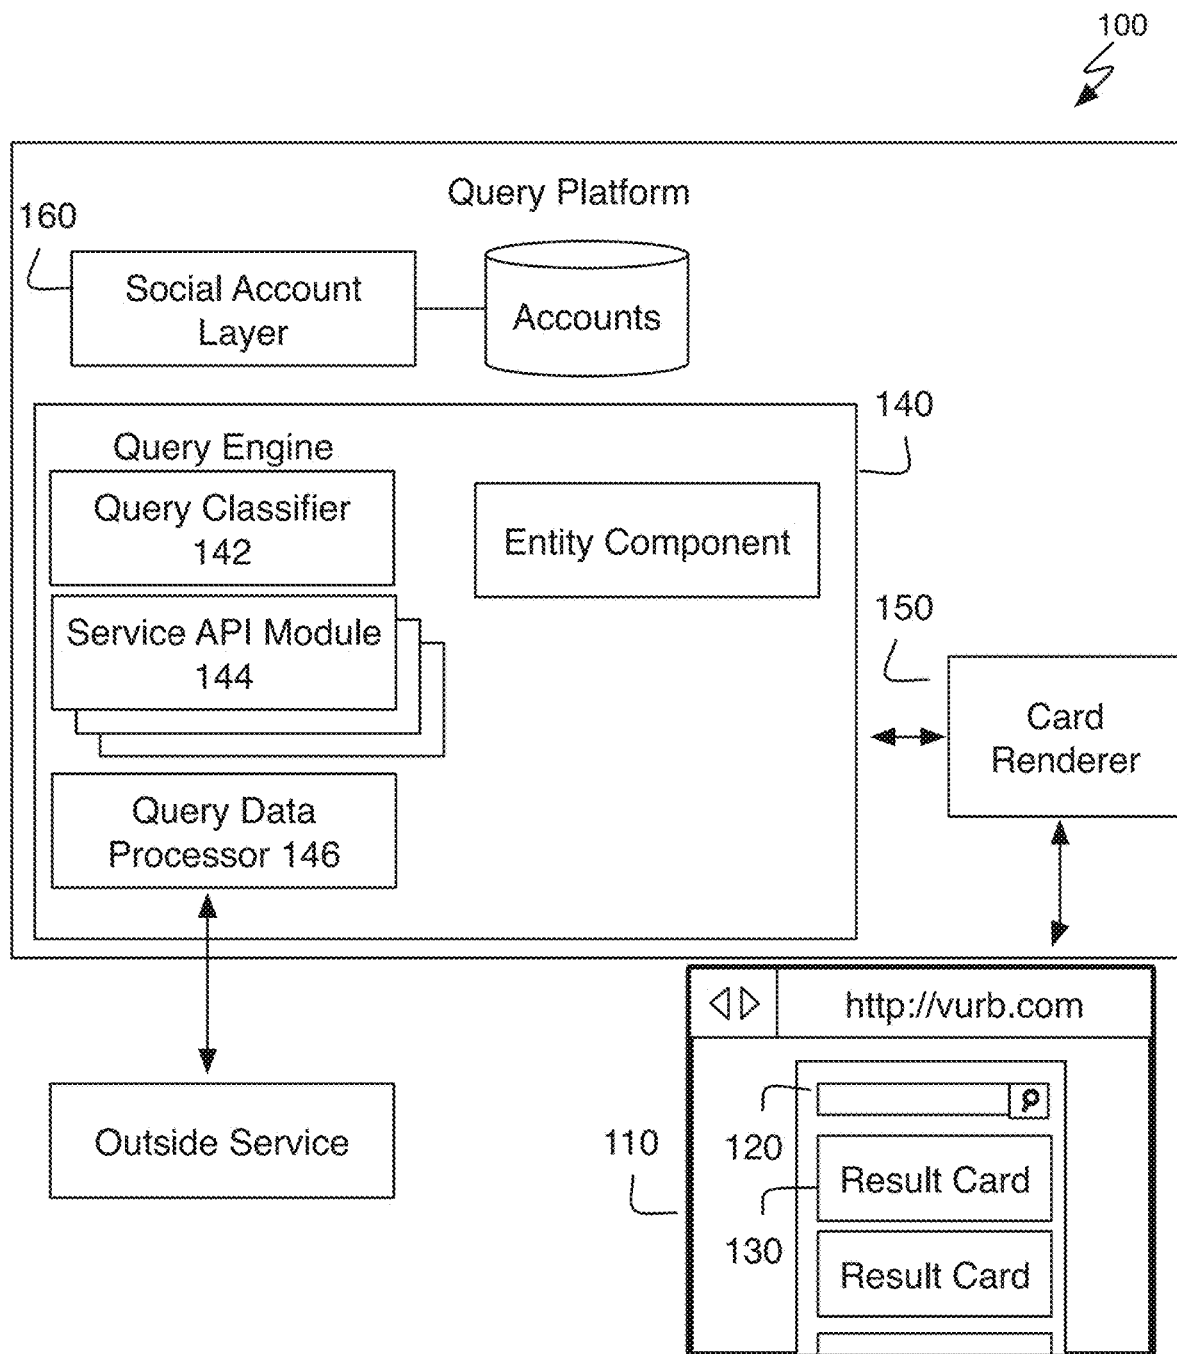 100
Query Platform
160
Social Account
Layer
Accounts
140
Query Engine
Query Classifier
142
Entity Component
Service API Module
144
150
Card
Renderer
Query Data
Processor 146
http://vurb.com
Outside Service
110
120
Result Card
130
Result Card